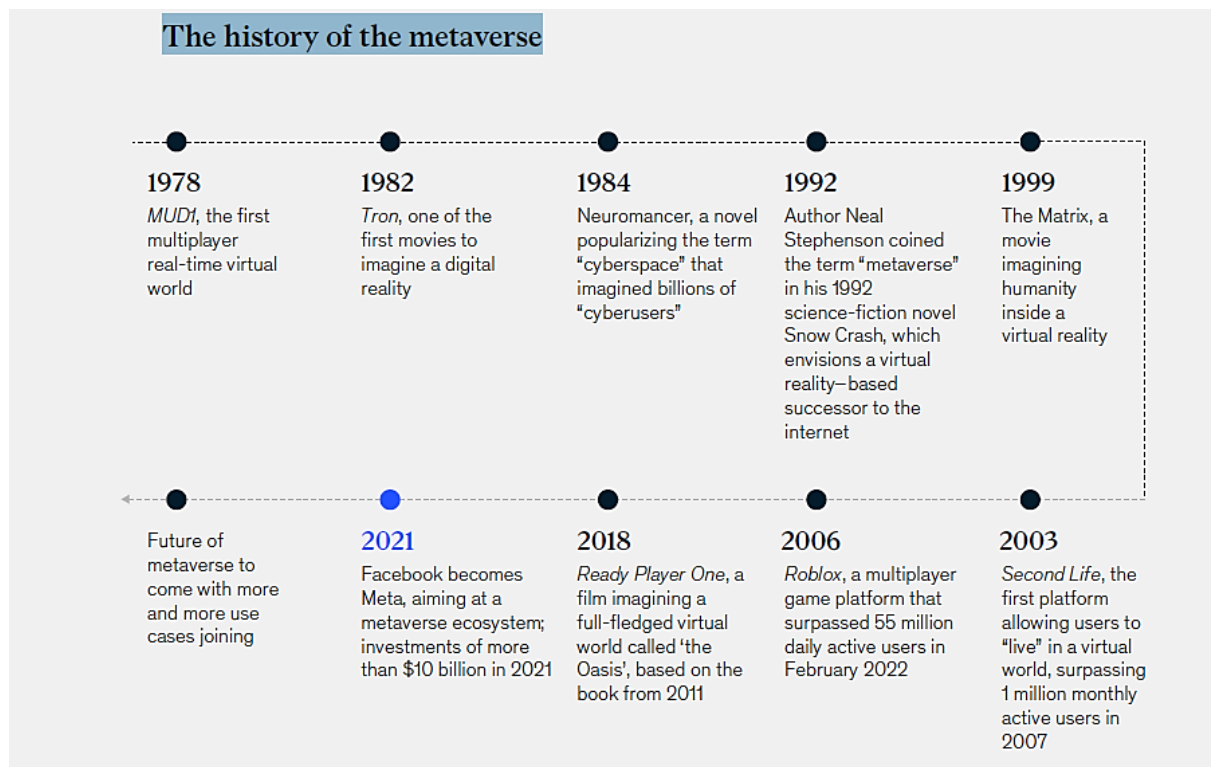 The history of the metaverse
1978
MUD1, the first
multiplayer
real-time virtual
world
1982
Tron, one of the
first movies to
imagine a digital
reality
1984
Neuromancer, a novel
popularizing the term
“cyberspace” that
imagined billions of
“cyberusers”
1992
Author Neal
Stephenson coined
the term “metaverse”
in his 1992
science-fiction novel
Snow Crash, which
envisions a virtual
reality–based
successor to the
internet
1999
The Matrix, a
movie
imagining
humanity
inside a
virtual reality
2003
Second Life, the
first platform
allowing users to
“live” in a virtual
world, surpassing
1 million monthly
active users in
2007
2006
Roblox, a multiplayer
game platform that
surpassed 55 million
daily active users in
February 2022
2018
Ready Player One, a
film imagining a
full-fledged virtual
world called ‘the
Oasis’, based on the
book from 2011
2021
Facebook becomes
Meta, aiming at a
metaverse ecosystem;
investments of more
than $10 billion in 2021
Future of
metaverse to
come with more
and more use
cases joining